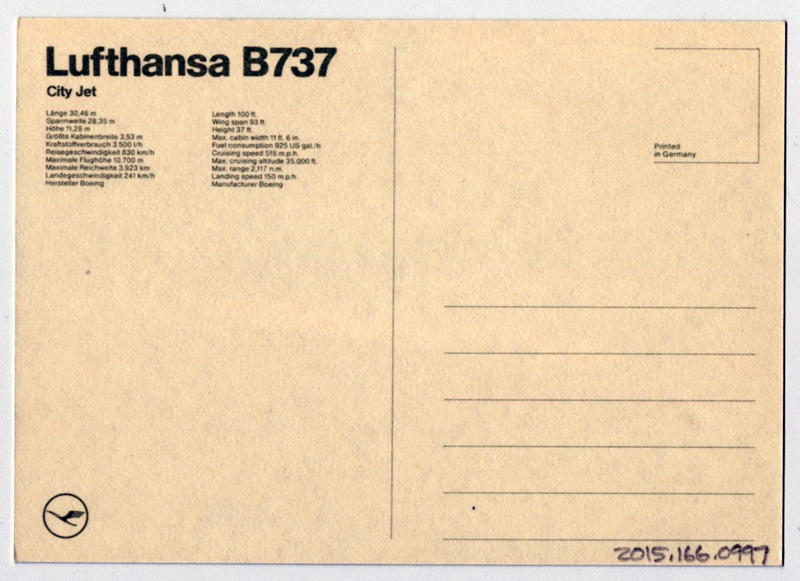 Lufthansa B737
City Jet
Länge 30,46 m
Spannweite 28,35 m
Höhe 11,28 m
Größte Kabinenbreite 3,53 m
Kraftstoffverbrauch 3.500 l/h
Reisegeschwindigkeit 830 km/h
Maximale Flughöhe 10.700 m
Maximale Reichweite 3.923 km
Landegeschwindigkeit 241 km/h
Hersteller Boeing
Length 100 ft.
Wing span 93 ft.
Height 37 ft.
Max. cabin width 11 ft. 6 in.
Fuel consumption 925 US gal./h
Cruising speed 515 m.p.h.
Max. cruising altitude 35,000 ft.
Max. range 2,117 n.m.
Landing speed 150 m.p.h.
Manufacturer Boeing
Printed
in Germany
2015.166.0997